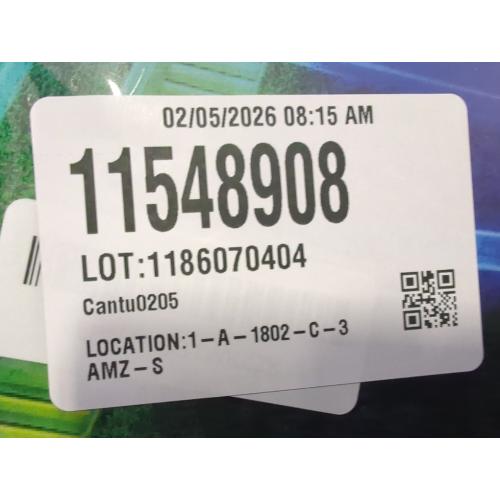 02/05/2026 08:15 AM
11548908
LOT:1186070404
Cantu0205
LOCATION:1-A-1802-C-3
AMZ-S